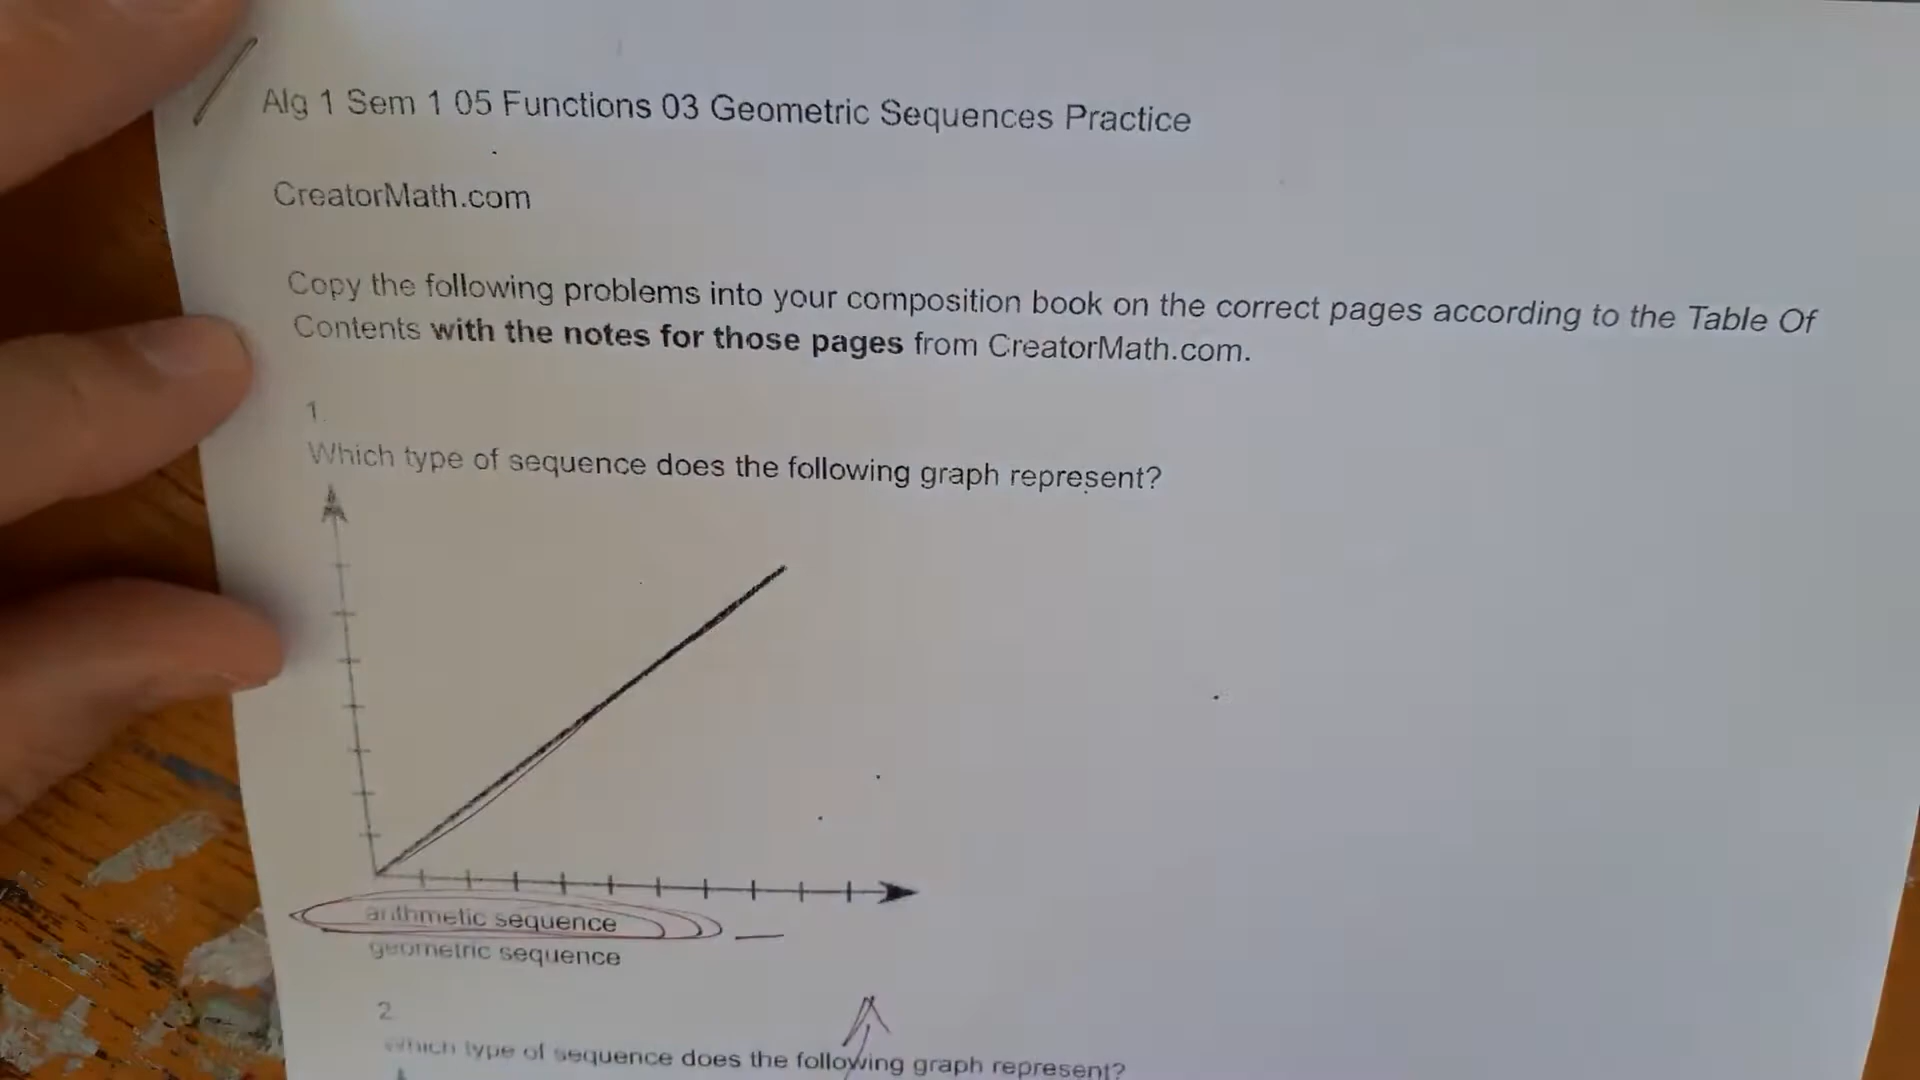 Alg 1 Sem 1 05 Functions 03 Geometric Sequences Practice
CreatorMath.com
Copy the following problems into your composition book on the correct pages according to the Table Of
Contents with the notes for those pages from CreatorMath.com.
1.
Which type of sequence does the following graph represent?
arithmetic sequence
geometric sequence
2
Which type of sequence does the following graph represent?